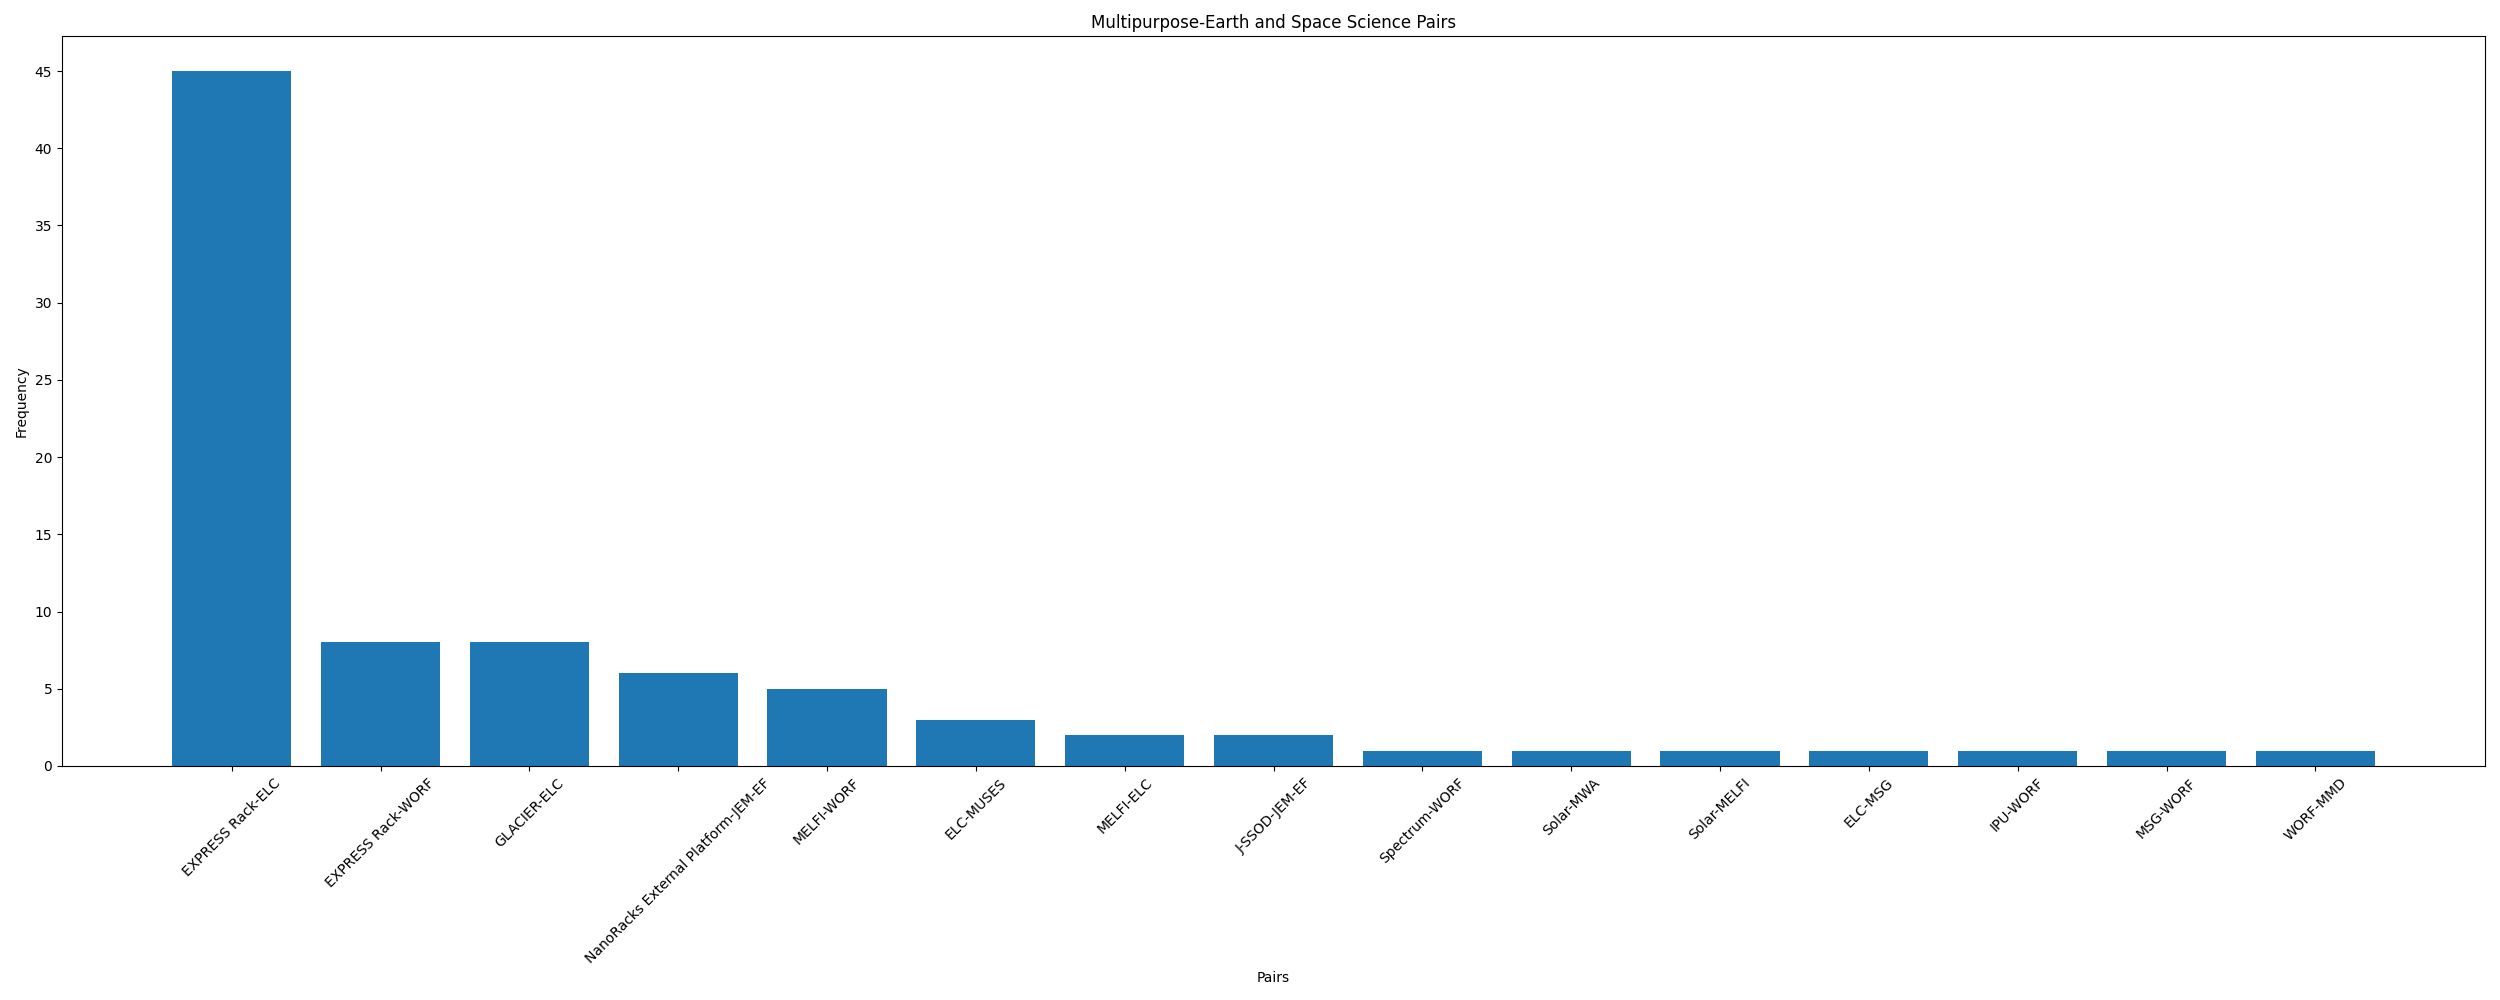 Multipurpose-Earth and Space Science Pairs
Frequency
45
40
35
30
25
20
15
10
5
0
EXPRESS Rack-ELC
EXPRESS Rack-WORF
GLACIER-ELC
NanoRacks External Platform-JEM-EF
MELFI-WORF
ELC-MUSES
MELFI-ELC
J-SSOD-JEM-EF
Spectrum-WORF
Solar-MWA
Solar-MELFI
ELC-MSG
IPU-WORF
MSG-WORF
WORF-MMD
Pairs